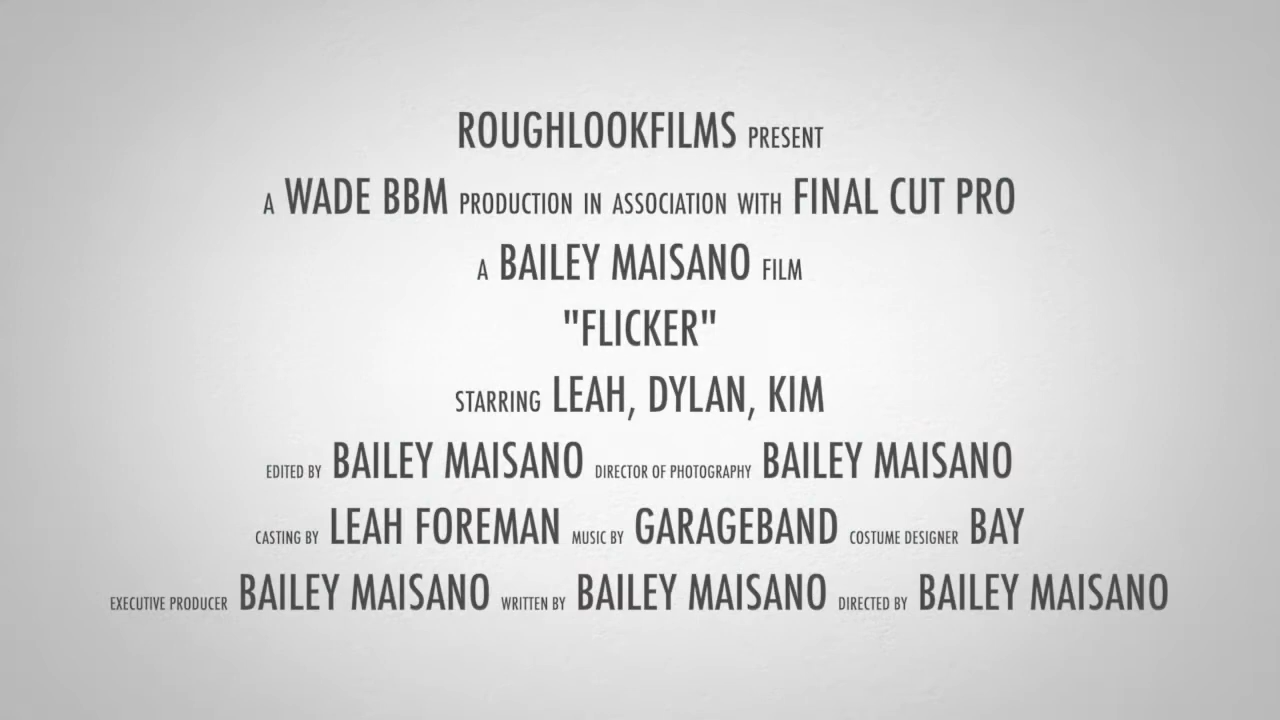 ROUGHLOOKFILMS PRESENT
A WADE BBM PRODUCTION IN ASSOCIATION WITH FINAL CUT PRO
A BAILEY MAISANO FILM
"FLICKER"
STARRING LEAH, DYLAN, KIM
EDITED BY BAILEY MAISANO DIRECTOR OF PHOTOGRAPHY BAILEY MAISANO
CASTING BY LEAH FOREMAN MUSIC BY GARAGEBAND COSTUME DESIGNER BAY
EXECUTIVE PRODUCER BAILEY MAISANO WRITTEN BY BAILEY MAISANO DIRECTED BY BAILEY MAISANO